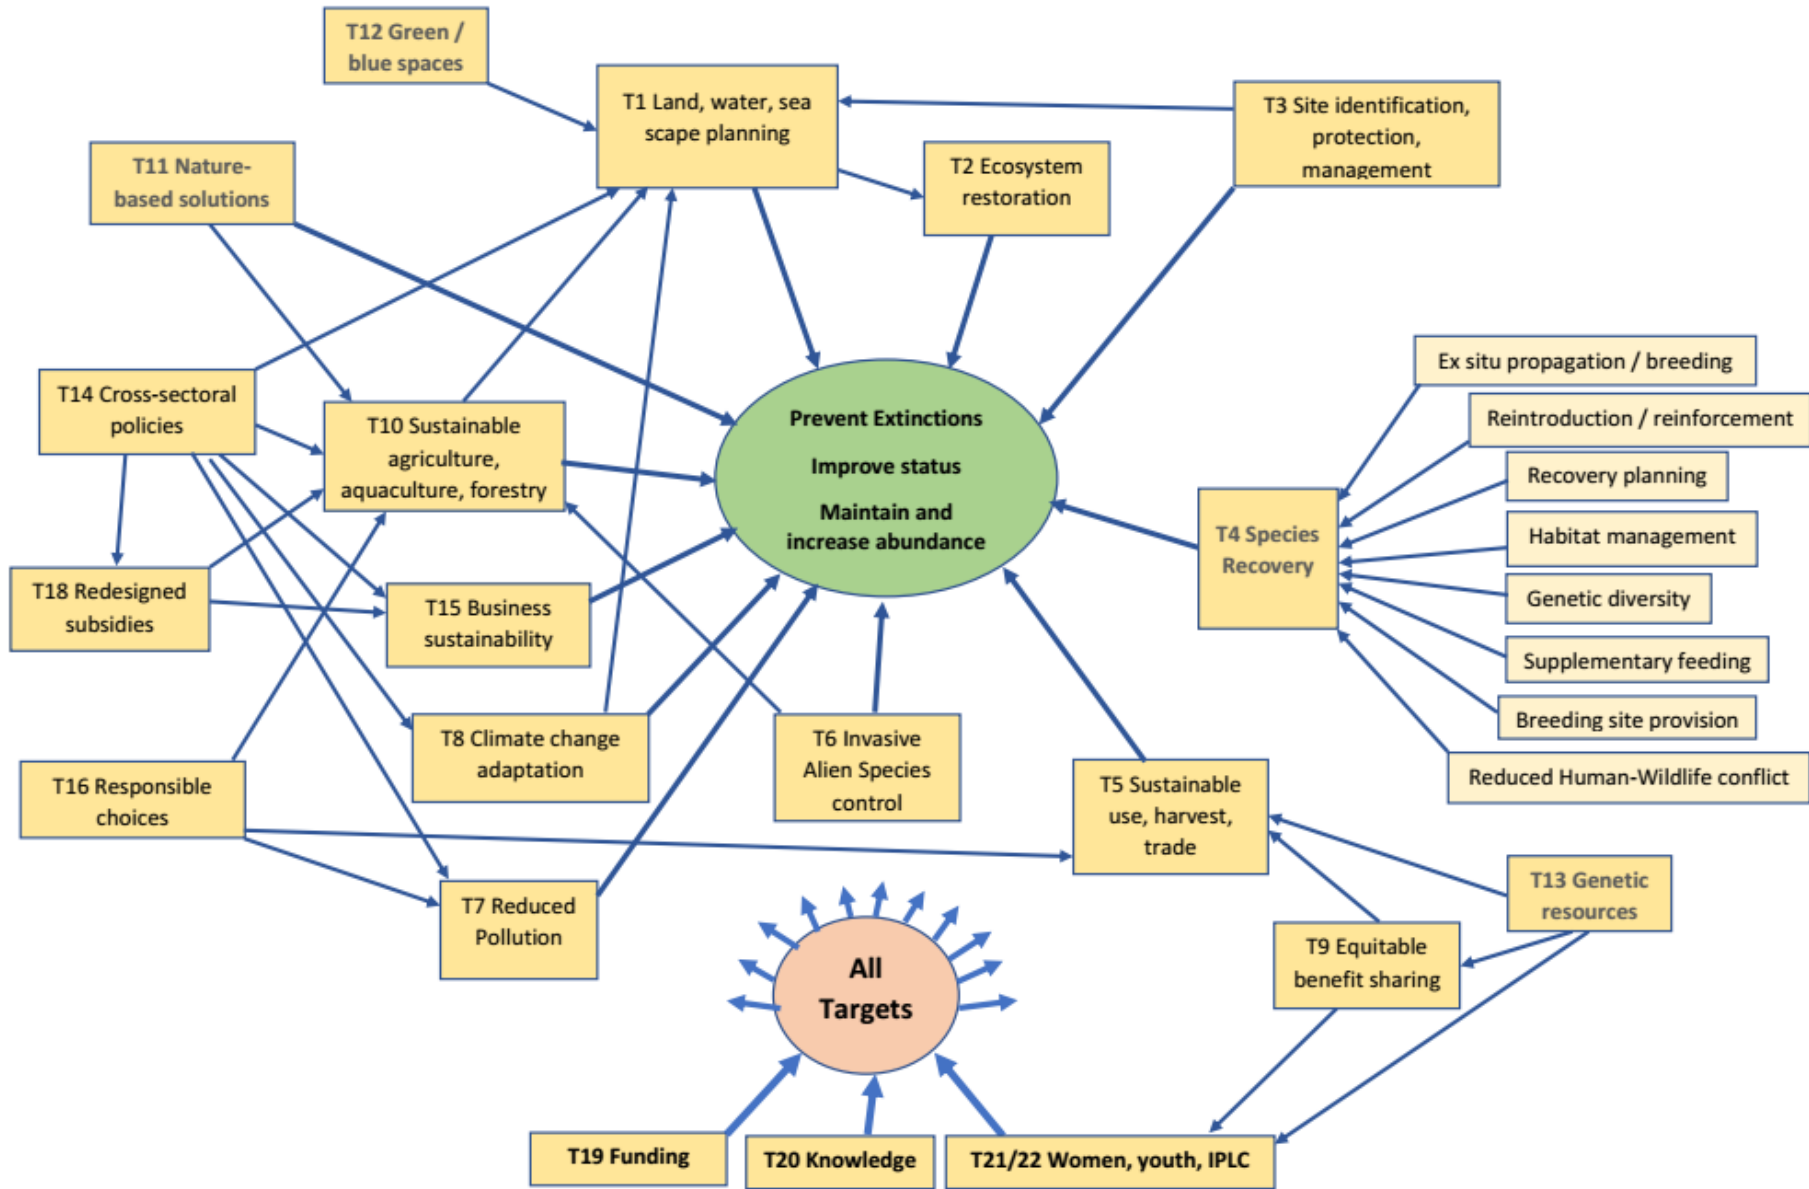 T12 Green /
blue spaces
T1 Land, water, sea
scape planning
T3 Site identification,
protection,
management
T11 Nature-
based solutions
T2 Ecosystem
restoration
T14 Cross-sectoral
policies
T10 Sustainable
agriculture,
aquaculture, forestry
Prevent Extinctions
Improve status
Maintain and
increase abundance
Ex situ propagation / breeding
Reintroduction / reinforcement
Recovery planning
Habitat management
Genetic diversity
Supplementary feeding
Breeding site provision
Reduced Human-Wildlife conflict
T4 Species
Recovery
T18 Redesigned
subsidies
T15 Business
sustainability
T8 Climate change
adaptation
T6 Invasive
Alien Species
control
T5 Sustainable
use, harvest,
trade
T16 Responsible
choices
T7 Reduced
Pollution
T13 Genetic
resources
T9 Equitable
benefit sharing
All
Targets
T19 Funding
T20 Knowledge
T21/22 Women, youth, IPLC